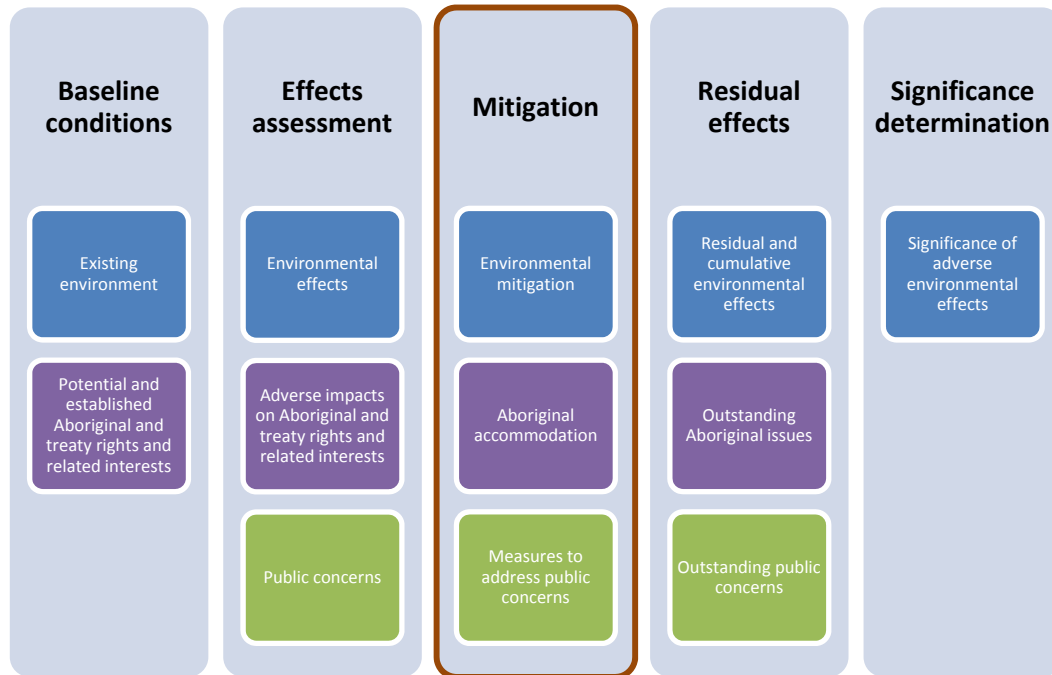 Baseline
conditions
Existing
environment
Potential and
established
Aboriginal and
treaty rights and
related interests
Effects
assessment
Environmental
effects
Adverse impacts
on Aboriginal and
treaty rights and
related interests
Public concerns
Mitigation
Environmental
mitigation
Aboriginal
accommodation
Measures to
address public
concerns
Residual
effects
Residual and
cumulative
environmental
effects
Outstanding
Aboriginal issues
Outstanding public
concerns
Significance
determination
Significance of
adverse
environmental
effects